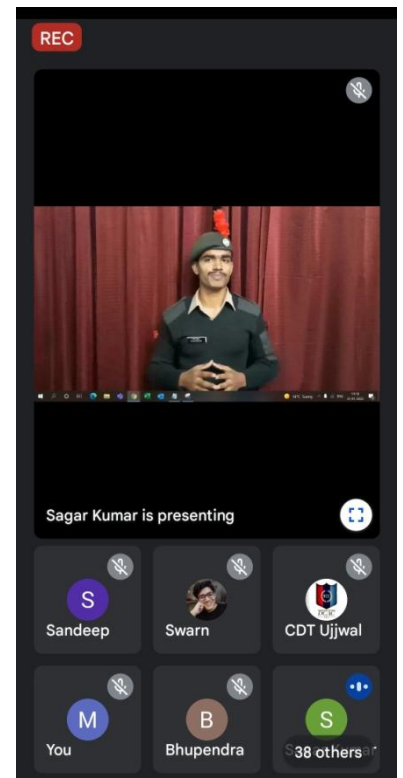 REC
Sagar Kumar is presenting
S
Sandeep
Swarn
CDT Ujjwal
M
You
B
Bhupendra
S
38 others